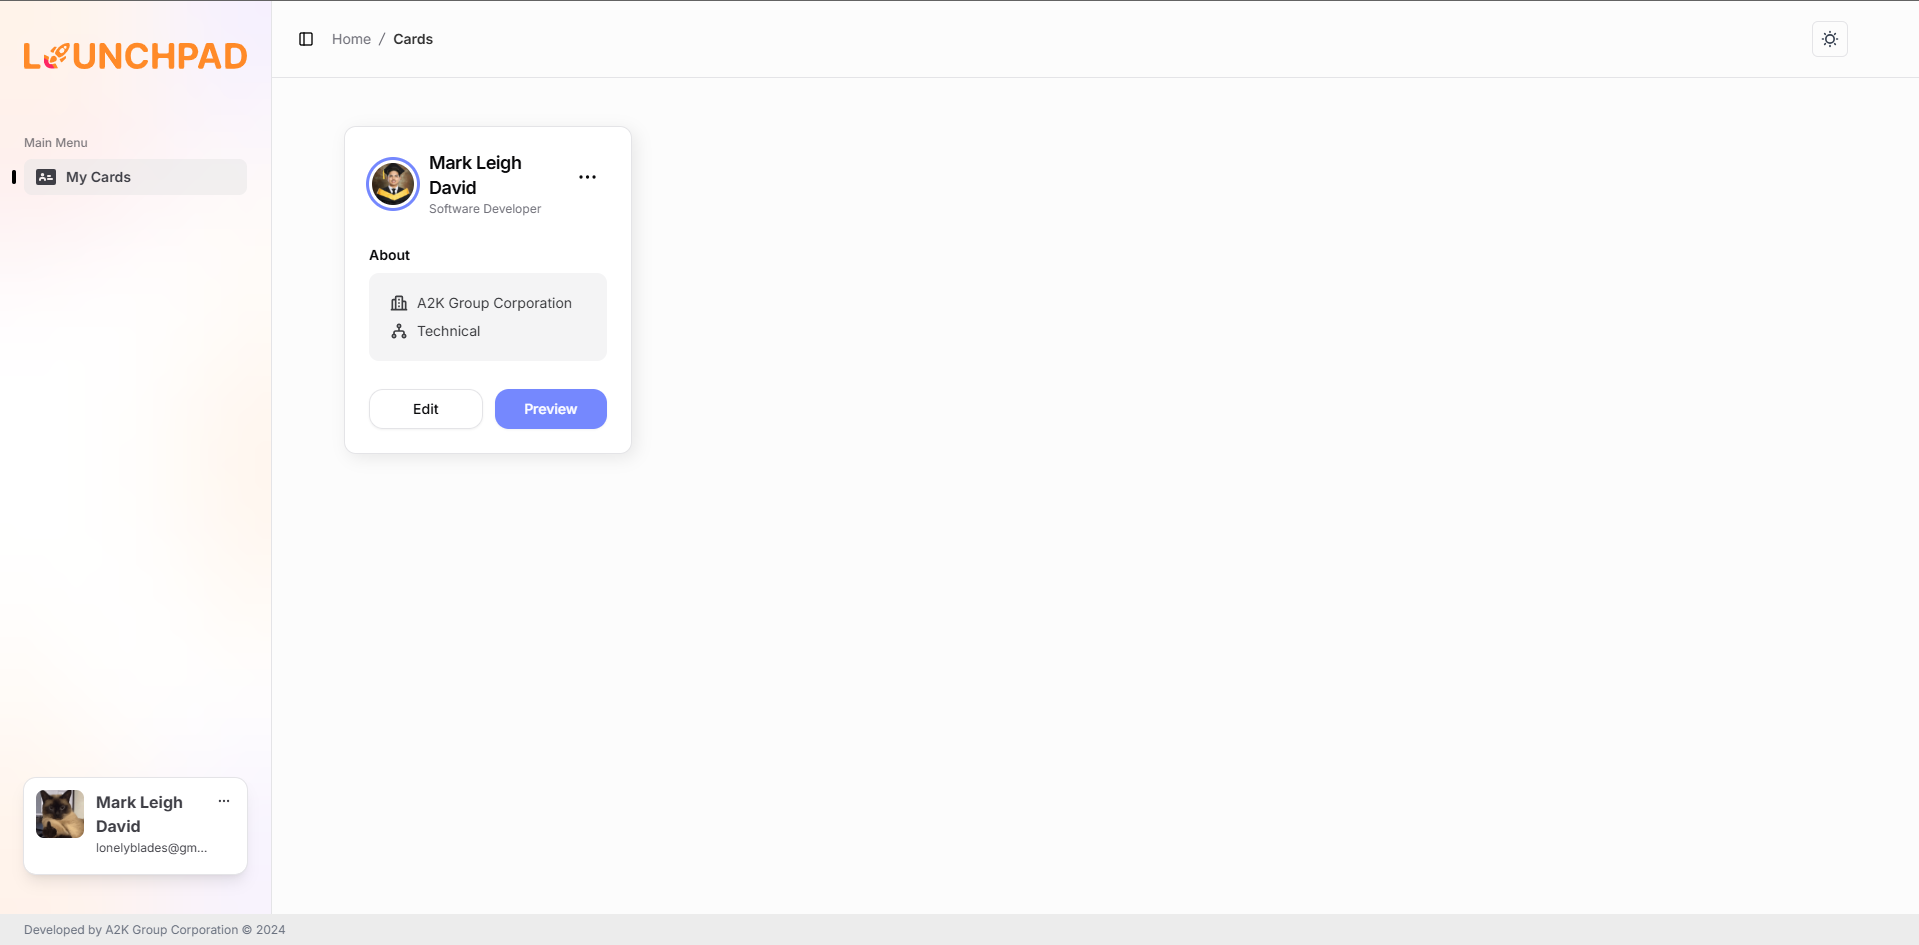 LAUNCHPAD
Home / Cards
Main Menu
My Cards
Mark Leigh
David
Software Developer
About
A2K Group Corporation
Technical
Edit
Preview
Mark Leigh
David
lonelyblades@gm...
Developed by A2K Group Corporation © 2024